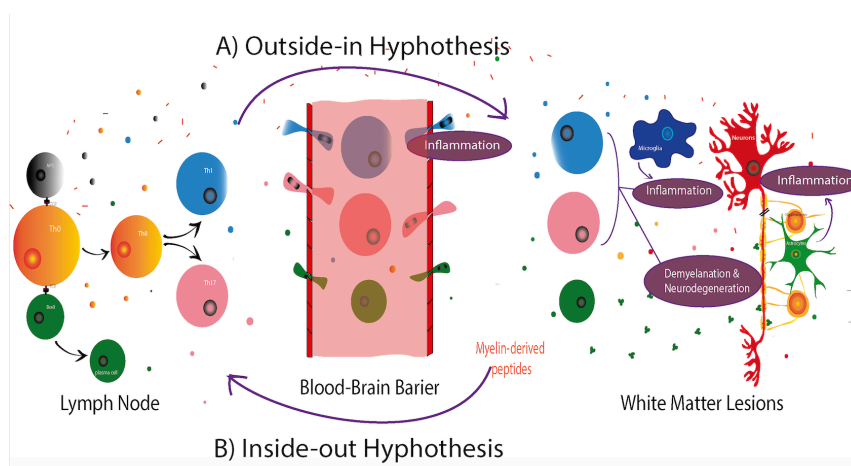 A) Outside-in Hyphothesis
Th0
Th0
Th1
Th17
plasma cell
Inflammation
Microglia
Neurons
Inflammation
Inflammation
Astrocytes
Demyelanation &
Neurodegeneration
Myelin-derived
peptides
Lymph Node
Blood-Brain Barier
White Matter Lesions
B) Inside-out Hyphothesis